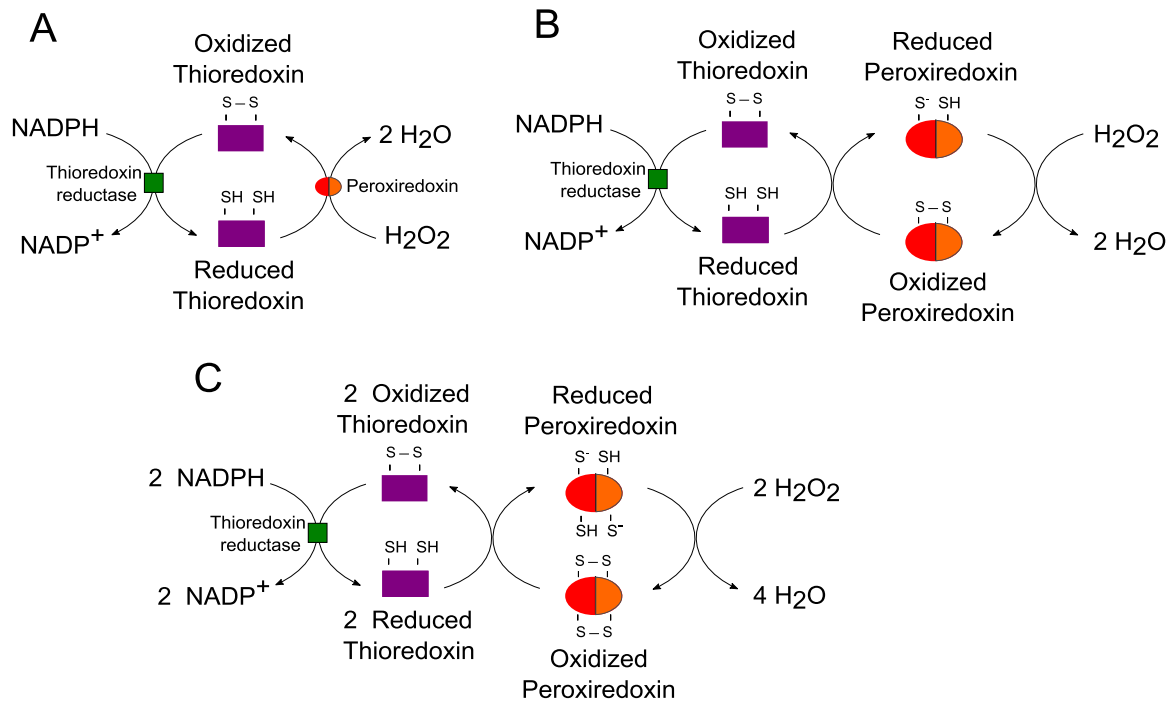 A
Oxidized
Thioredoxin
S – S
NADPH
2 H2O
Thioredoxin
reductase
Peroxiredoxin
SH SH
NADP+
H2O2
Reduced
Thioredoxin
B
Oxidized
Thioredoxin
Reduced
Peroxiredoxin
S – S
S- SH
NADPH
H2O2
Thioredoxin
reductase
SH SH
S – S
NADP+
2 H2O
Reduced
Thioredoxin
Oxidized
Peroxiredoxin
C
2 Oxidized
Thioredoxin
Reduced
Peroxiredoxin
S – S
S- SH
2 NADPH
2 H2O2
SH S-
Thioredoxin
reductase
SH SH
S – S
2 NADP+
4 H2O
S – S
2 Reduced
Thioredoxin
Oxidized
Peroxiredoxin